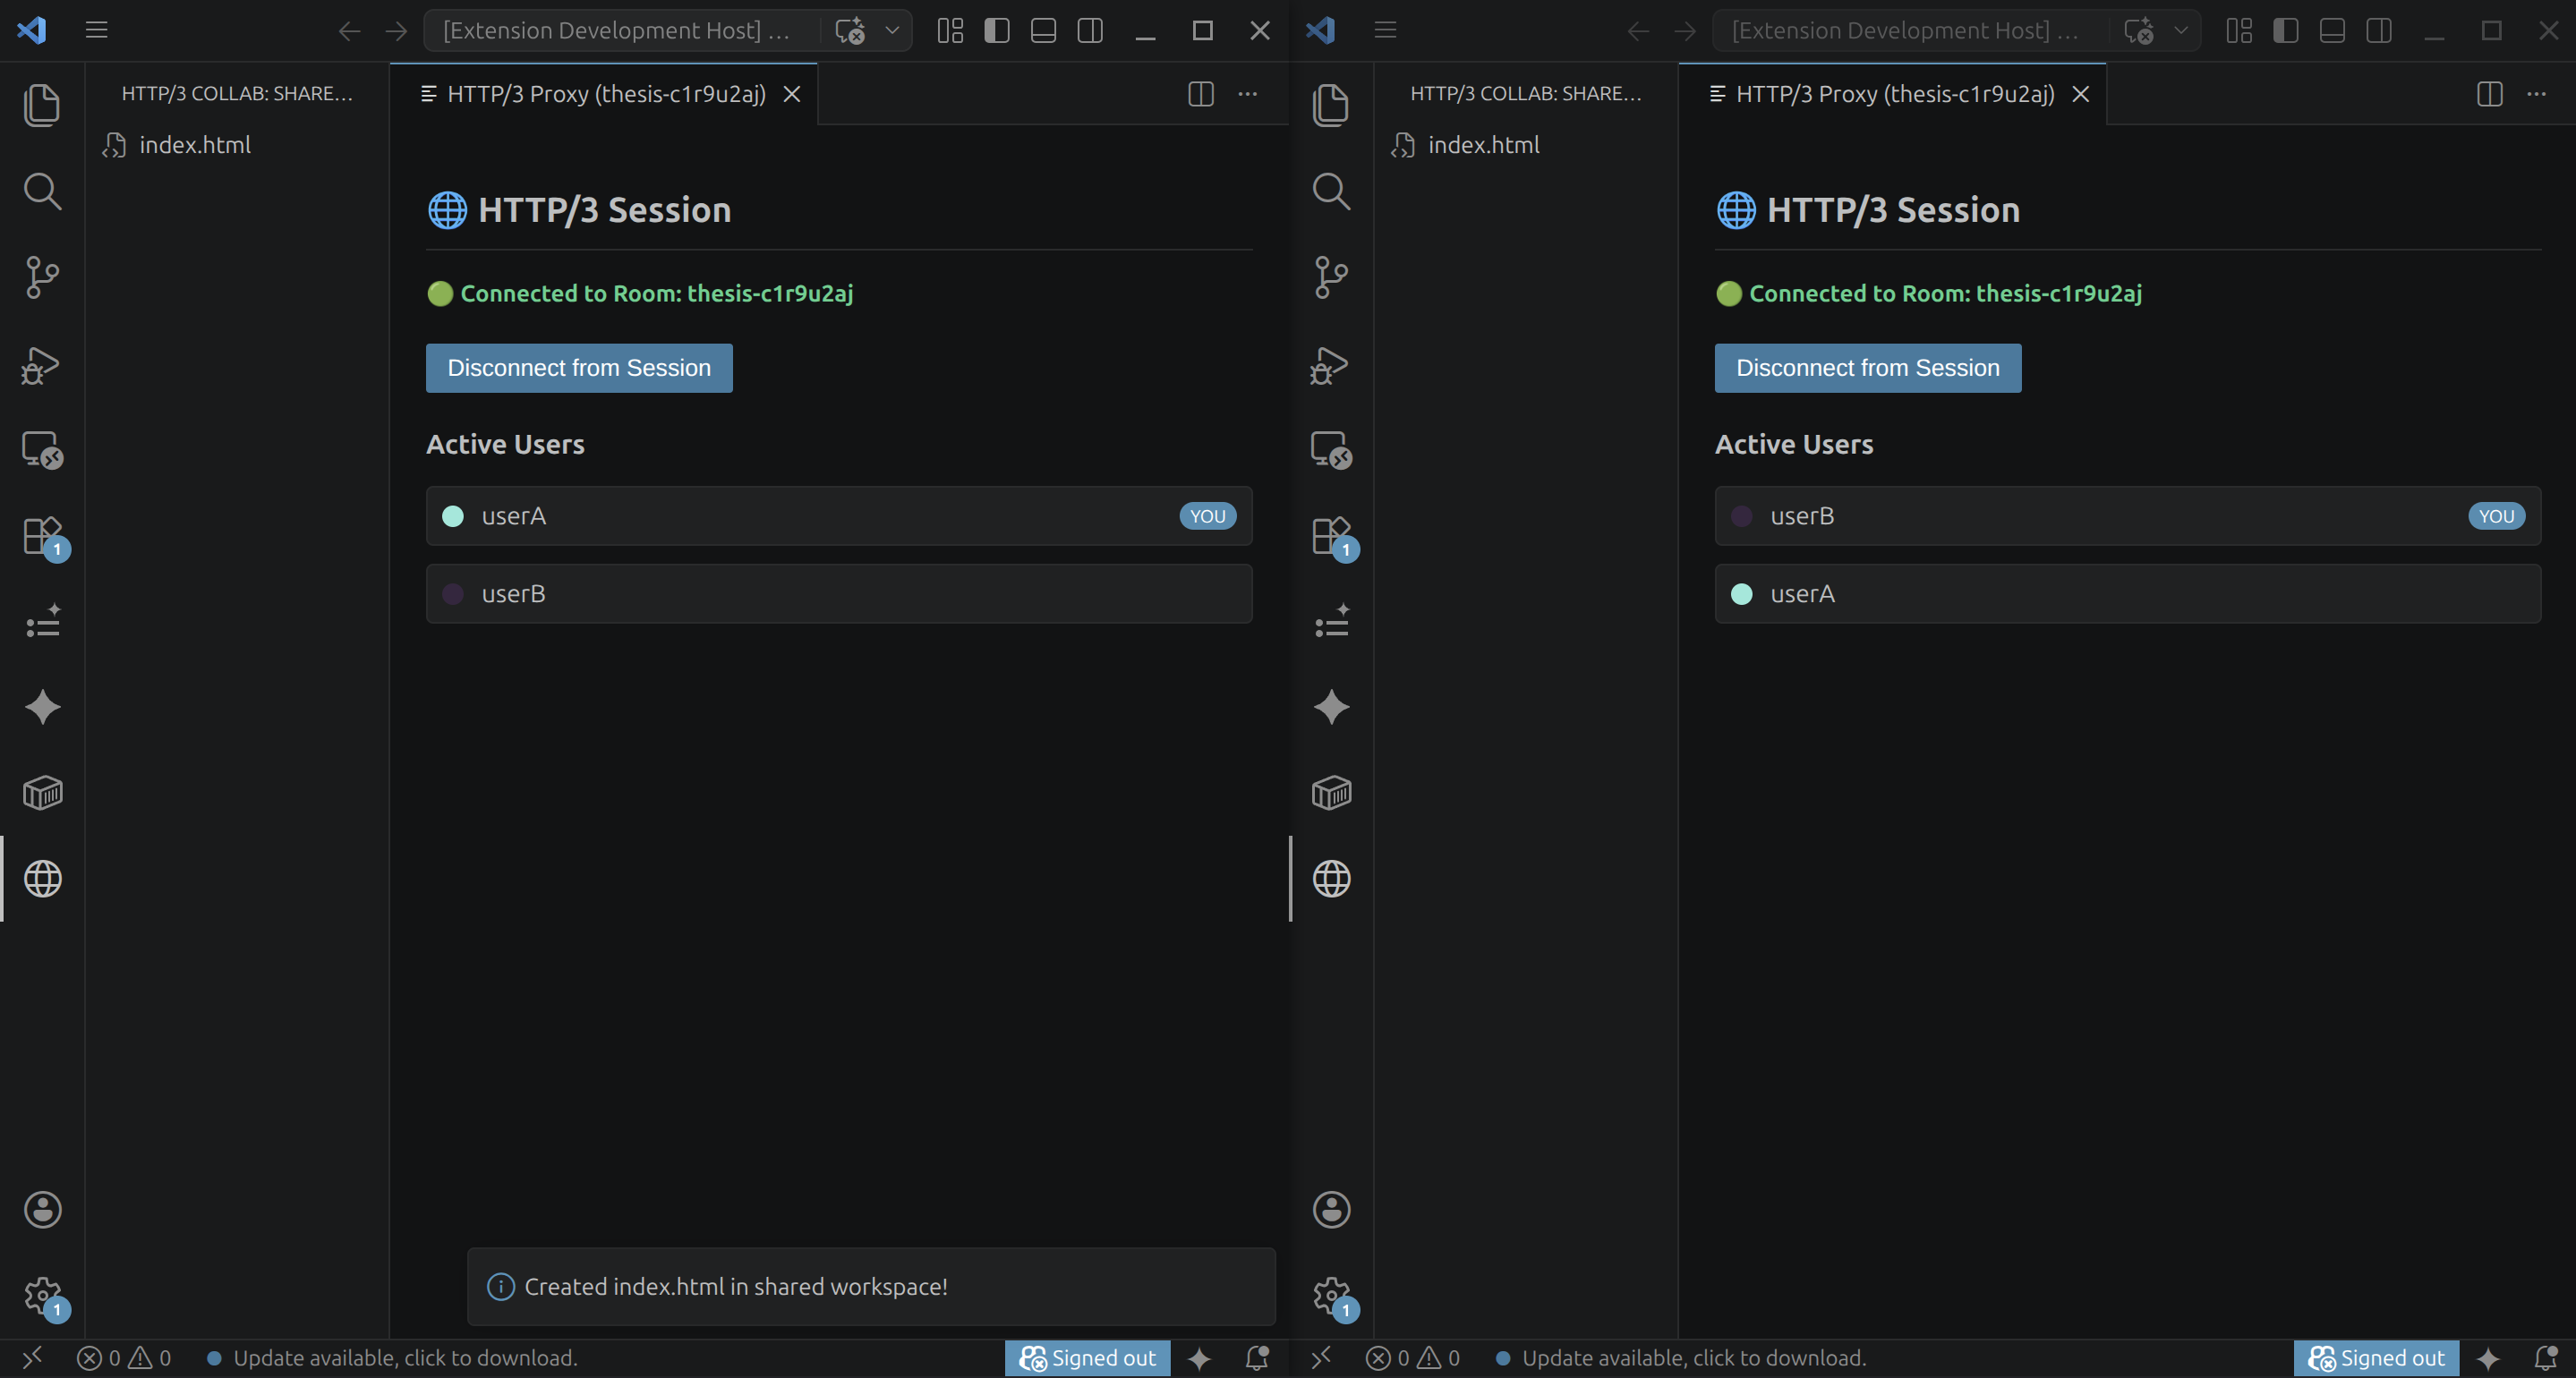 [Extension Development Host] ...
HTTP/3 COLLAB: SHARE...
index.html
HTTP/3 Proxy (thesis-c1r9u2aj)
HTTP/3 Session
Connected to Room: thesis-c1r9u2aj
Disconnect from Session
Active Users
userA
YOU
userB
1
1
Created index.html in shared workspace!
0 0 Update available, click to download.
Signed out
[Extension Development Host] ...
HTTP/3 COLLAB: SHARE...
index.html
HTTP/3 Proxy (thesis-c1r9u2aj)
HTTP/3 Session
Connected to Room: thesis-c1r9u2aj
Disconnect from Session
Active Users
userB
YOU
userA
1
1
0 0 Update available, click to download.
Signed out